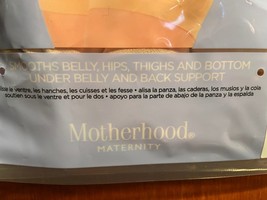 SMOOTHS BELLY, HIPS, THIGHS AND BOTTOM
UNDER BELLY AND BACK SUPPORT
le ventre, les hanches, les cuisses et les fesse • alisa la panza, las caderas, los muslos y la cola
soutien sous le ventre et pour le dos • apoyo para la parte de abajo de la panza y la espalda
Motherhood®
MATERNITY